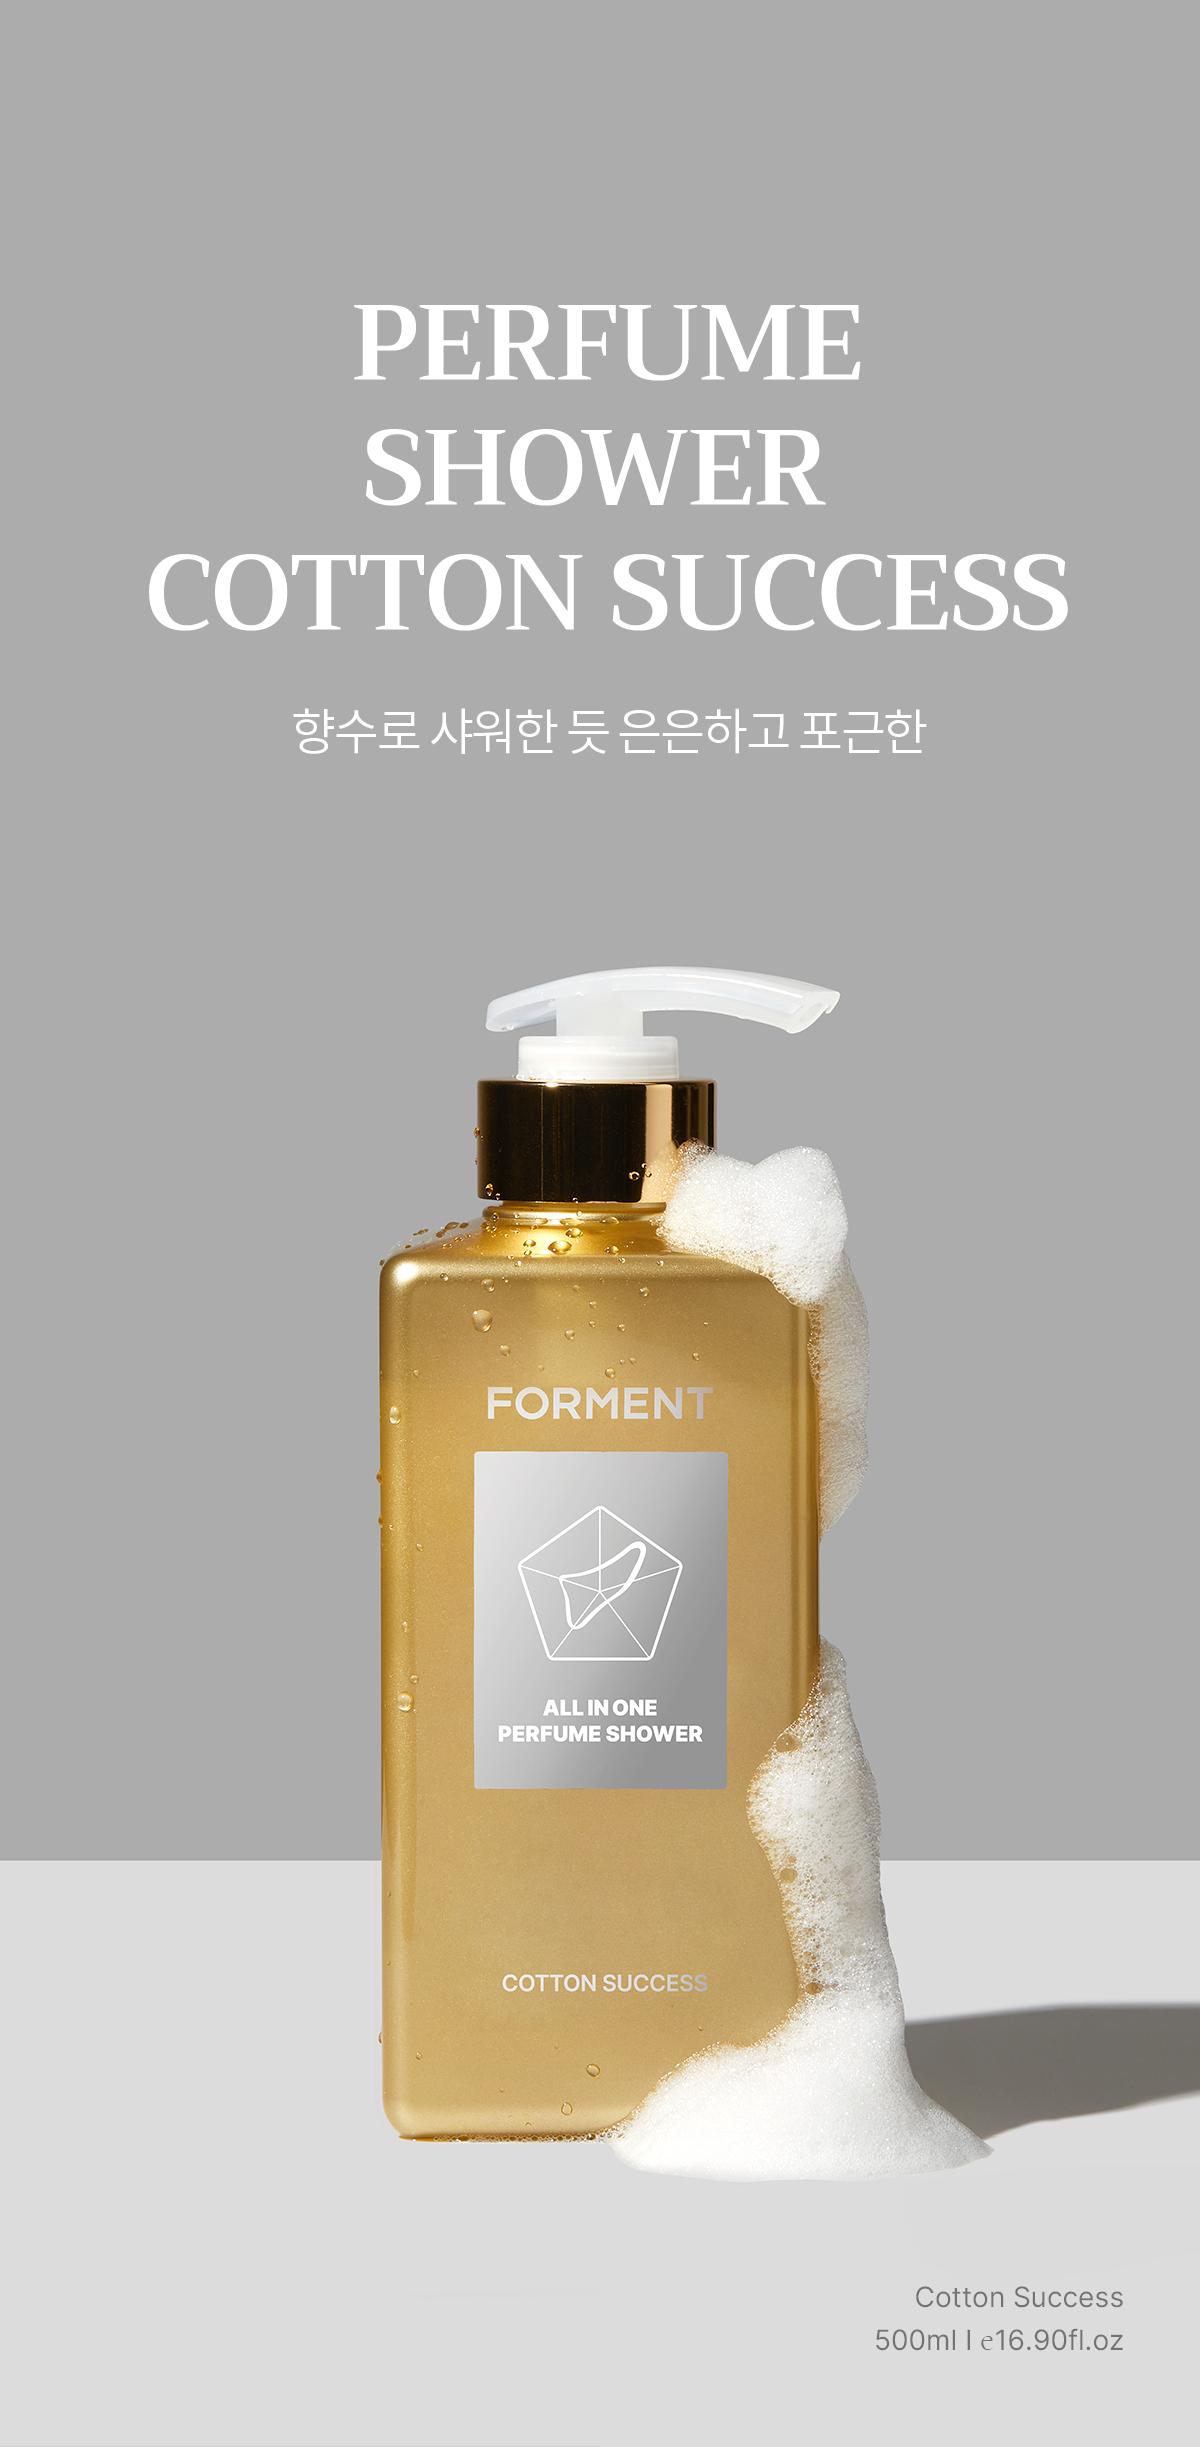 PERFUME
SHOWER
COTTON SUCCESS
향수로 샤워한 듯 은은하고 포근한
FORMENT
ALL IN ONE
PERFUME SHOWER
COTTON SUCCESS
Cotton Success
500ml I ℮16.90fl.oz